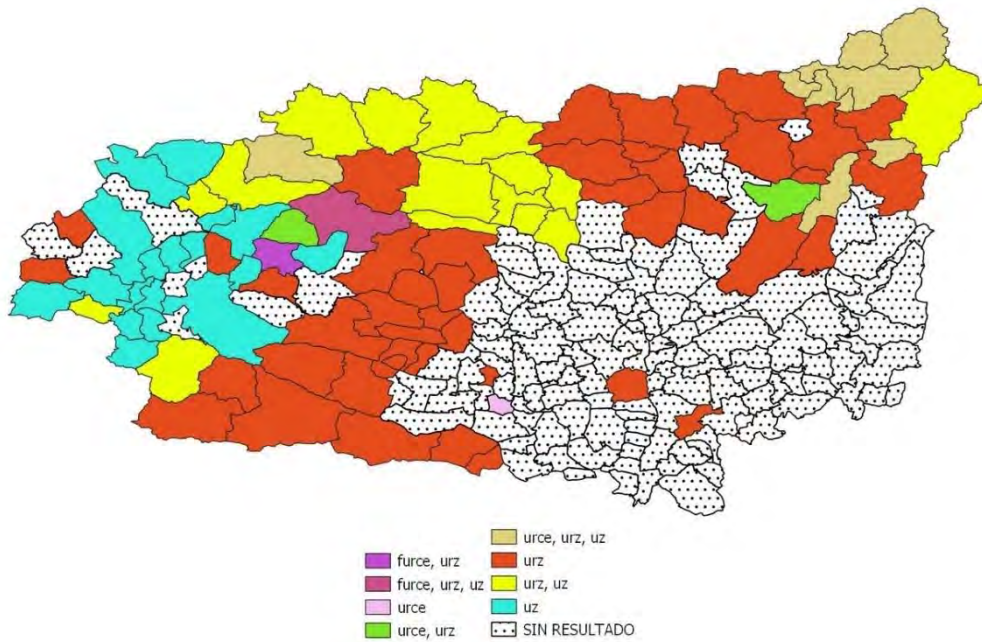 furce, urz
furce, urz, uz
urce
urce, urz
urce, urz, uz
urz
urz, uz
uz
SIN RESULTADO